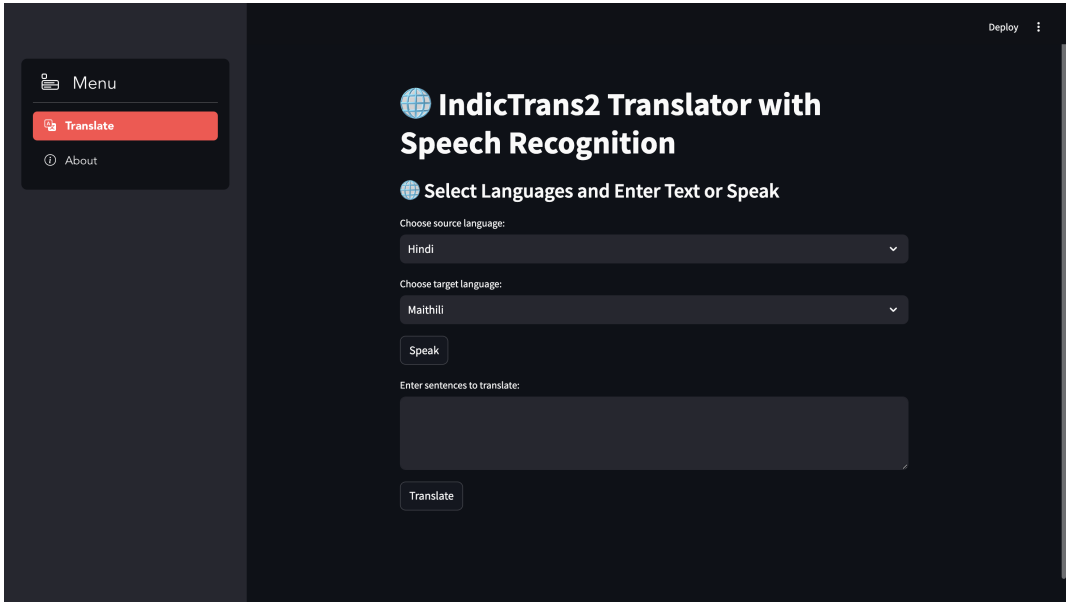 Deploy
Menu
Translate
About
IndicTrans2 Translator with
Speech Recognition
Select Languages and Enter Text or Speak
Choose source language:
Hindi
Choose target language:
Maithili
Speak
Enter sentences to translate:
Translate